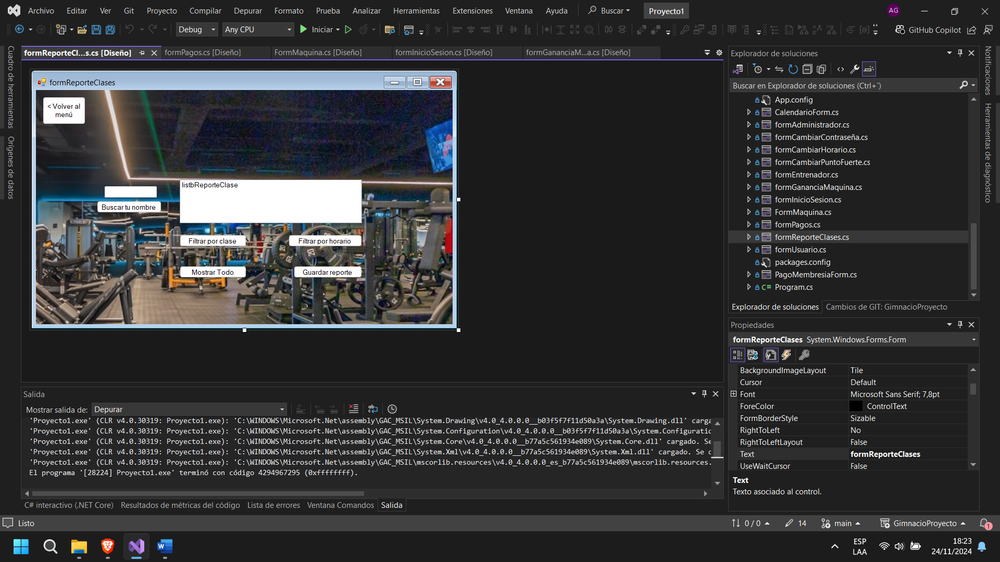 Archivo Editar Ver Git Proyecto Compilar Depurar Formato Prueba Analizar Herramientas Extensiones Ventana Ayuda Buscar Proyecto1 AG
Debug Any CPU Iniciar GitHub Copilot
Cuadro de herramientas
Orígenes de datos
formReporteCl...s.cs [Diseño] formPagos.cs [Diseño] FormMaquina.cs [Diseño] formInicioSesion.cs [Diseño] formGananciaM...a.cs [Diseño]
formReporteClases
< Volver al
menú
listbReporteClase
Buscar tu nombre
Filtrar por clase Filtrar por horario
Mostrar Todo Guardar reporte
Salida
Mostrar salida de: Depurar
'Proyecto1.exe' (CLR v4.0.30319: Proyecto1.exe): 'C:\WINDOWS\Microsoft.Net\assembly\GAC_MSIL\System.Drawing\v4.0_4.0.0.0__b03f5f7f11d50a3a\System.Drawing.dll' carga
'Proyecto1.exe' (CLR v4.0.30319: Proyecto1.exe): 'C:\WINDOWS\Microsoft.Net\assembly\GAC_MSIL\System.Configuration\v4.0_4.0.0.0__b03f5f7f11d50a3a\System.Configuratio
'Proyecto1.exe' (CLR v4.0.30319: Proyecto1.exe): 'C:\WINDOWS\Microsoft.Net\assembly\GAC_MSIL\System.Core\v4.0_4.0.0.0__b77a5c561934e089\System.Core.dll' cargado. Se
'Proyecto1.exe' (CLR v4.0.30319: Proyecto1.exe): 'C:\WINDOWS\Microsoft.Net\assembly\GAC_MSIL\System.Xml\v4.0_4.0.0.0__b77a5c561934e089\System.Xml.dll' cargado. Se c
'Proyecto1.exe' (CLR v4.0.30319: Proyecto1.exe): 'C:\WINDOWS\Microsoft.Net\assembly\GAC_MSIL\mscorlib.resources\v4.0_4.0.0.0_es_b77a5c561934e089\mscorlib.resources.
El programa '[28224] Proyecto1.exe' terminó con código 4294967295 (0xffffffff).
C# interactivo (.NET Core) Resultados de métricas del código Lista de errores Ventana Comandos Salida
Explorador de soluciones
Buscar en Explorador de soluciones (Ctrl+´)
App.config
CalendarioForm.cs
formAdministrador.cs
formCambiarContraseña.cs
formCambiarHorario.cs
formCambiarPuntoFuerte.cs
formEntrenador.cs
formGananciaMaquina.cs
formInicioSesion.cs
FormMaquina.cs
formPagos.cs
formReporteClases.cs
formUsuario.cs
packages.config
PagoMembresiaForm.cs
C# Program.cs
Explorador de soluciones Cambios de GIT: GimnacioProyecto
Propiedades
formReporteClases System.Windows.Forms.Form
BackgroundImageLayout Tile
Cursor Default
Font Microsoft Sans Serif; 7,8pt
ForeColor ControlText
FormBorderStyle Sizable
RightToLeft No
RightToLeftLayout False
Text formReporteClases
UseWaitCursor False
Text
Texto asociado al control.
Notificaciones
Herramientas de diagnóstico
Listo 0 / 0 14 main GimnacioProyecto 1
ESP
LAA
18:23
24/11/2024